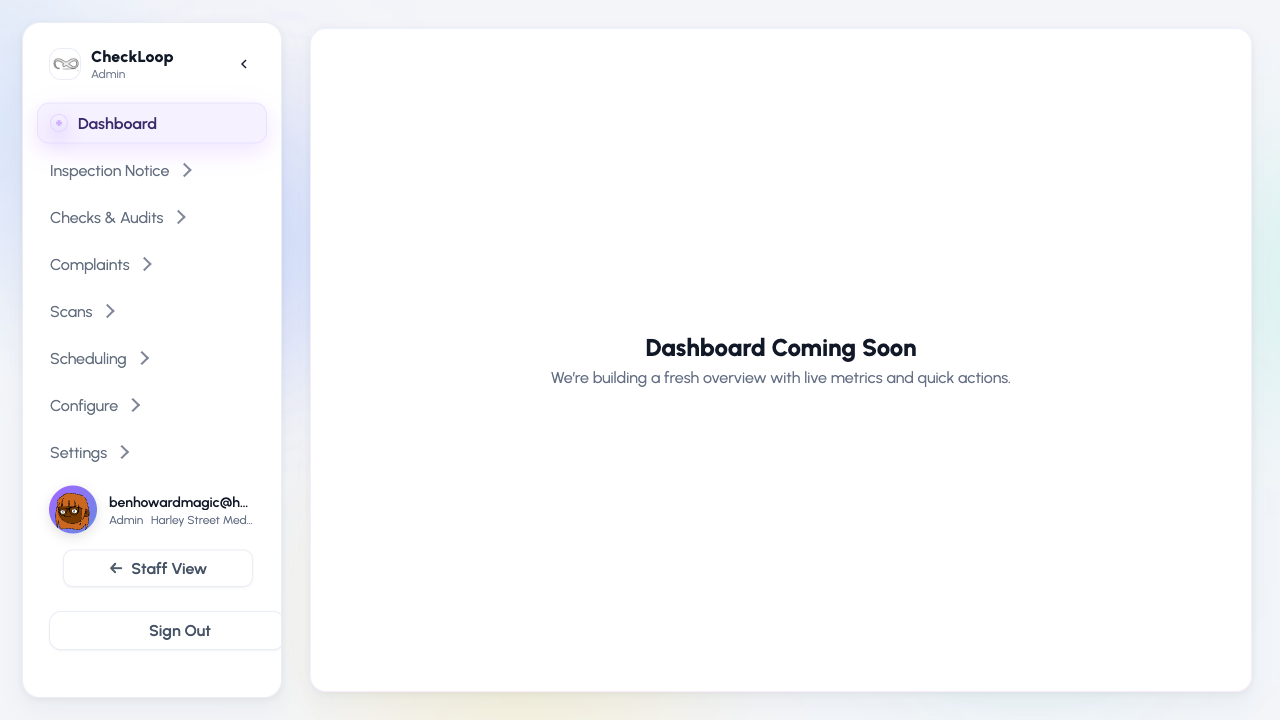 CheckLoop
Admin
Dashboard
Inspection Notice
Checks & Audits
Complaints
Scans
Scheduling
Configure
Settings
benhowardmagic@h...
Admin Harley Street Med...
Staff View
Sign Out
Dashboard Coming Soon
We're building a fresh overview with live metrics and quick actions.